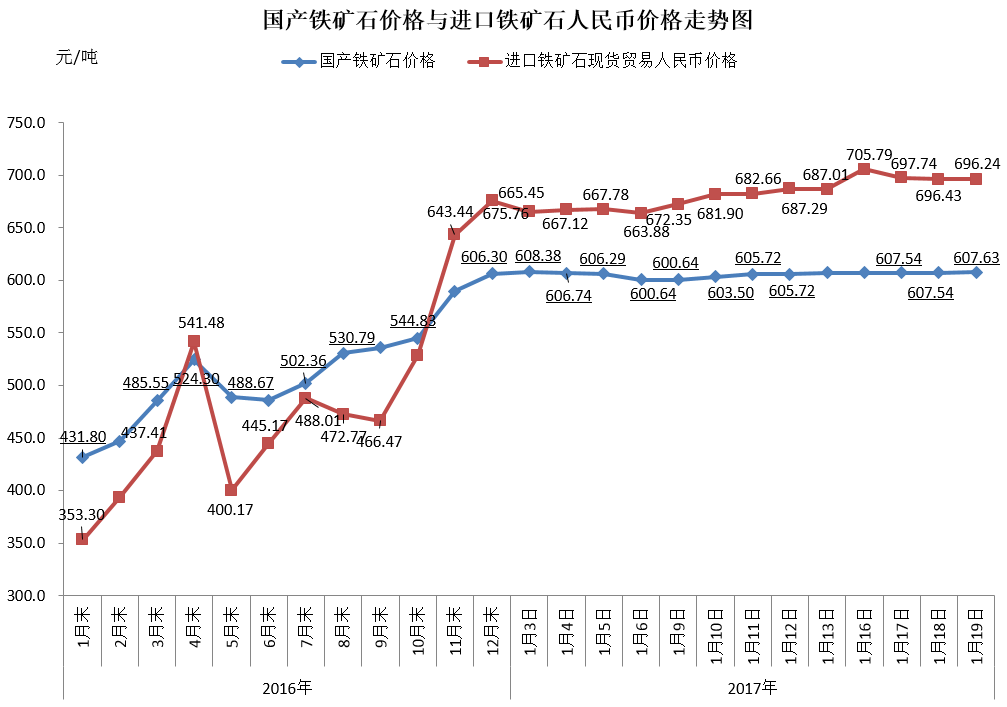 国产铁矿石价格与进口铁矿石人民币价格走势图
元/吨
国产铁矿石价格
进口铁矿石现货贸易人民币价格
750.0
700.0
650.0
600.0
550.0
500.0
450.0
400.0
350.0
300.0
431.80
485.55
524.30
488.67
502.36
530.79
544.83
606.30
608.38
606.74
606.29
600.64
600.64
603.50
605.72
605.72
607.54
607.54
607.63
353.30
437.41
541.48
400.17
445.17
488.01
472.77
466.47
643.44
675.76
665.45
667.12
667.78
663.88
672.35
681.90
682.66
687.29
687.01
705.79
697.74
696.43
696.24
1月末
2月末
3月末
4月末
5月末
6月末
7月末
8月末
9月末
10月末
11月末
12月末
1月3日
1月4日
1月5日
1月6日
1月9日
1月10日
1月11日
1月12日
1月13日
1月16日
1月17日
1月18日
1月19日
2016年
2017年